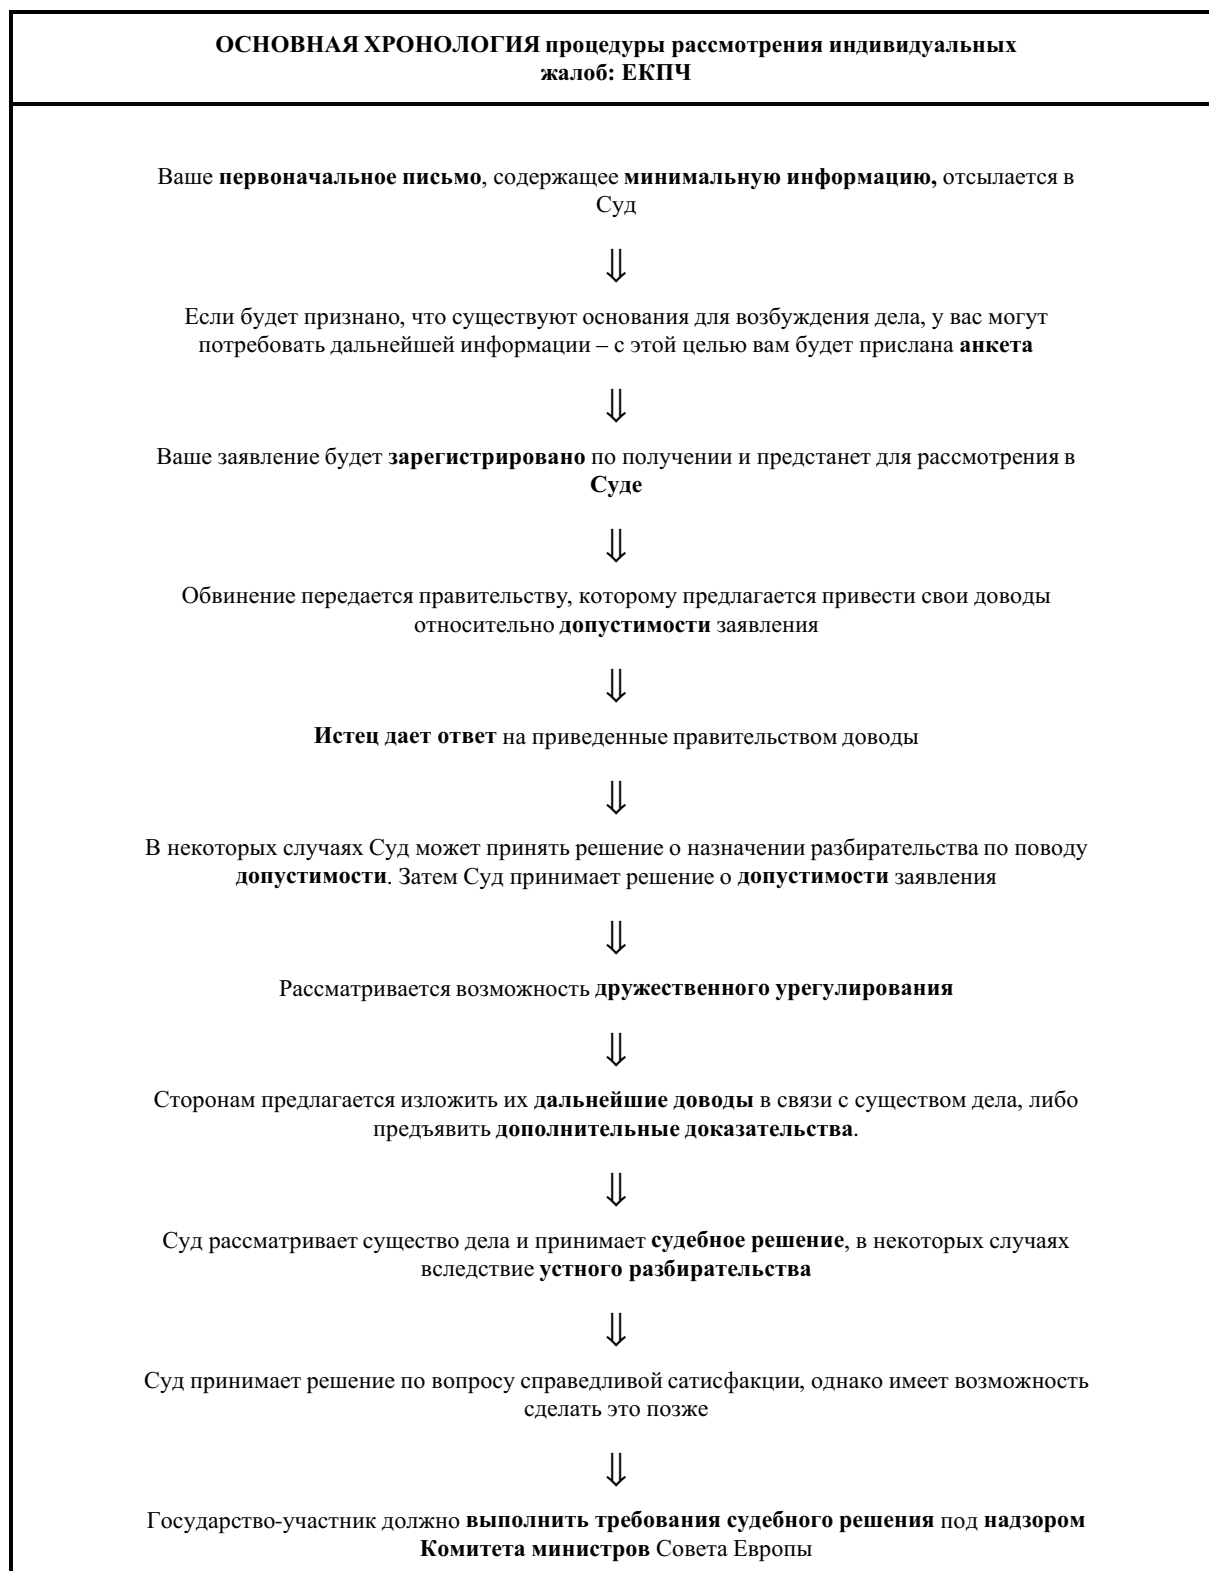 ОСНОВНАЯ ХРОНОЛОГИЯ процедуры рассмотрения индивидуальных
жалоб: ЕКПЧ
Ваше первоначальное письмо, содержащее минимальную информацию, отсылается в
Суд
⇓
Если будет признано, что существуют основания для возбуждения дела, у вас могут
потребовать дальнейшей информации – с этой целью вам будет прислана анкета
⇓
Ваше заявление будет зарегистрировано по получении и предстанет для рассмотрения в
Суде
⇓
Обвинение передается правительству, которому предлагается привести свои доводы
относительно допустимости заявления
⇓
Истец дает ответ на приведенные правительством доводы
⇓
В некоторых случаях Суд может принять решение о назначении разбирательства по поводу
допустимости. Затем Суд принимает решение о допустимости заявления
⇓
Рассматривается возможность дружественного урегулирования
⇓
Сторонам предлагается изложить их дальнейшие доводы в связи с существом дела, либо
предъявить дополнительные доказательства.
⇓
Суд рассматривает существо дела и принимает судебное решение, в некоторых случаях
вследствие устного разбирательства
⇓
Суд принимает решение по вопросу справедливой сатисфакции, однако имеет возможность
сделать это позже
⇓
Государство-участник должно выполнить требования судебного решения под надзором
Комитета министров Совета Европы